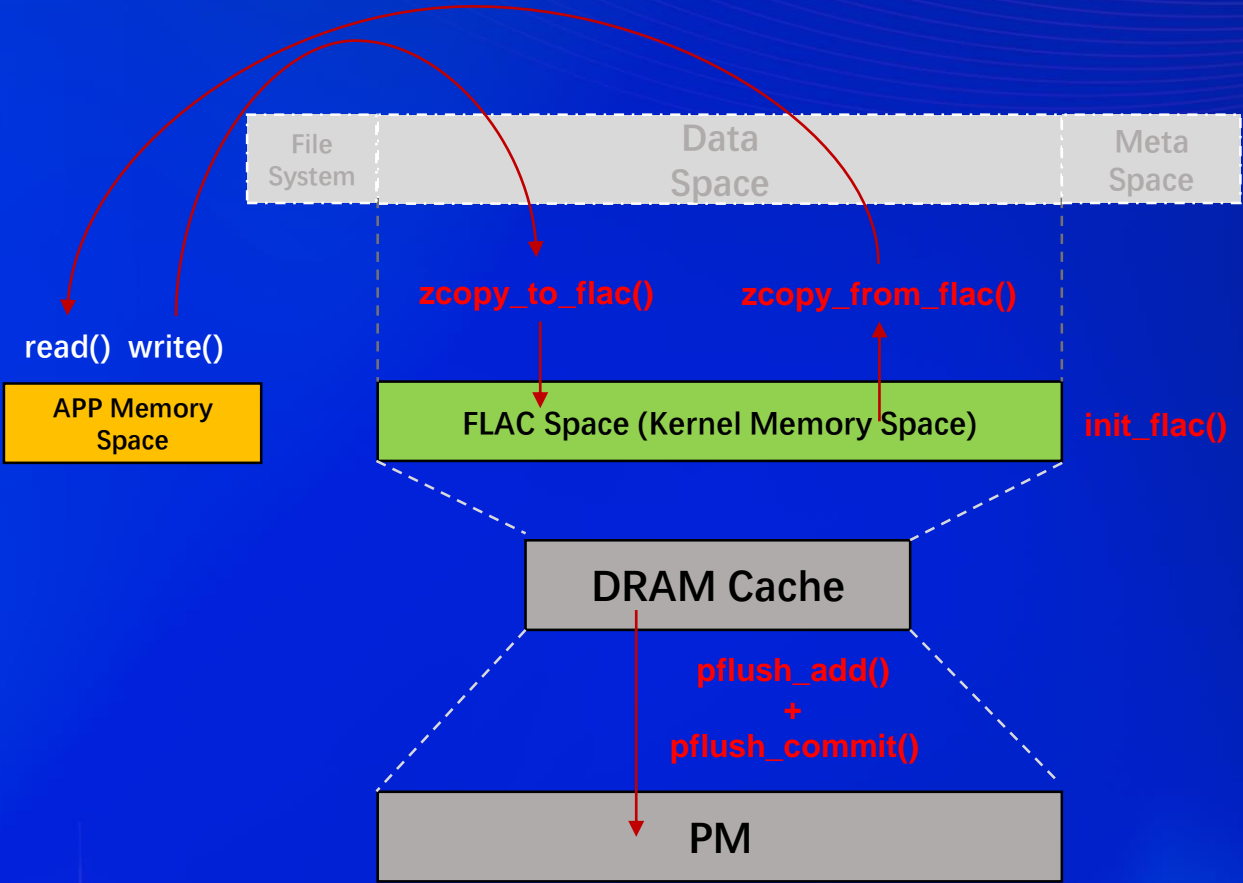 File
System
Data
Space
Meta
Space
zcopy_to_flac()
zcopy_from_flac()
read() write()
APP Memory
Space
FLAC Space (Kernel Memory Space)
init_flac()
DRAM Cache
pflush_add()
+
pflush_commit()
PM